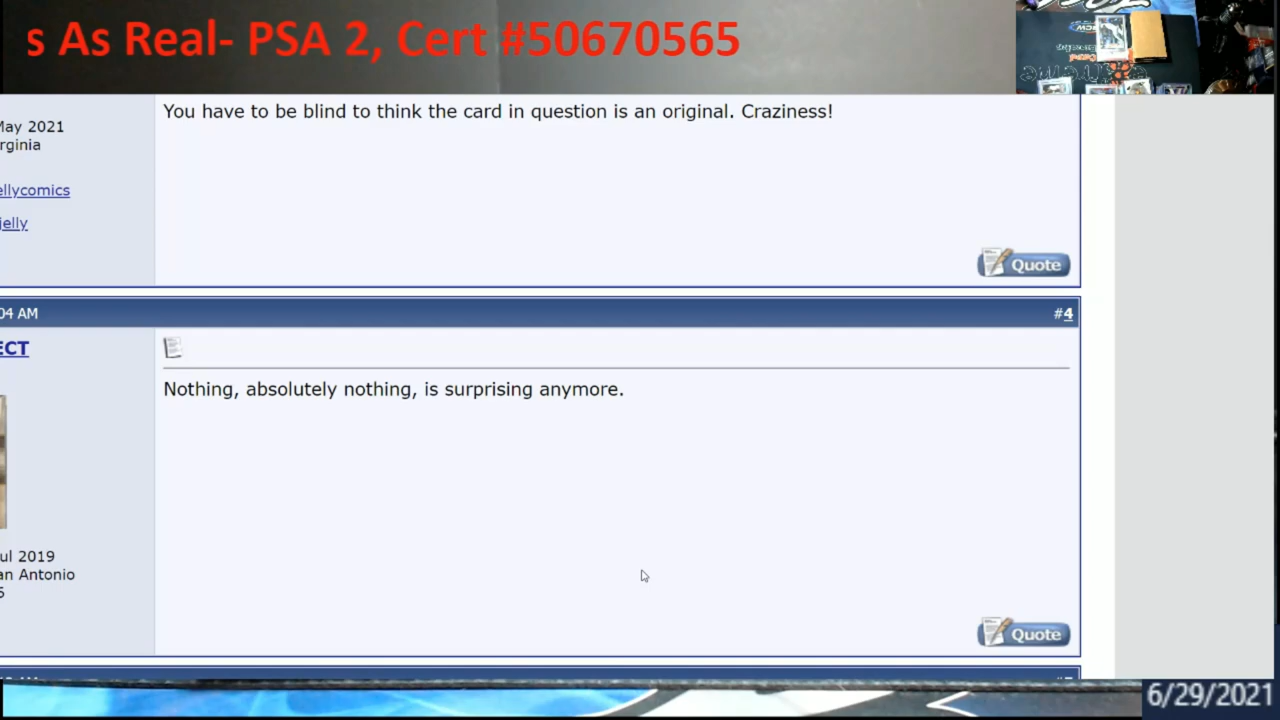 s As Real- PSA 2, Cert #50670565
You have to be blind to think the card in question is an original. Craziness!
May 2021
rginia
ellycomics
jelly
Quote
04 AM
#4
ECT
Nothing, absolutely nothing, is surprising anymore.
ul 2019
an Antonio
Quote
6/29/2021